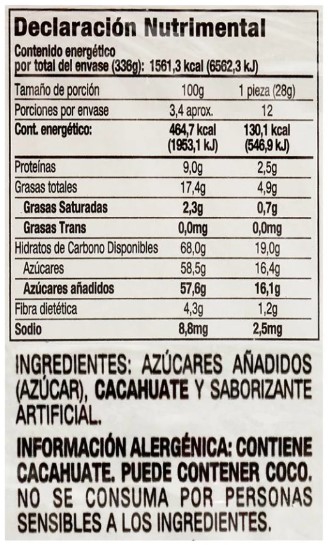 Declaración Nutrimental
Contenido energético
por total del envase (336g): 1561,3 kcal (6562,3 kJ)
Tamaño de porción 100g 1 pieza (28g)
Porciones por envase 3,4 aprox. 12
Cont. energético: 464,7 kcal 130,1 kcal
(1953,1 kJ) (546,9 kJ)
Proteínas 9,0g 2,5g
Grasas totales 17,4g 4,9g
Grasas Saturadas 2,3g 0,7g
Grasas Trans 0,0mg 0,0mg
Hidratos de Carbono Disponibles 68,0g 19,0g
Azúcares 58,5g 16,4g
Azúcares añadidos 57,6g 16,1g
Fibra dietética 4,3g 1,2g
Sodio 8,8mg 2,5mg
INGREDIENTES: AZÚCARES AÑADIDOS
(AZÚCAR), CACAHUATE Y SABORIZANTE
ARTIFICIAL.
INFORMACIÓN ALERGÉNICA: CONTIENE
CACAHUATE. PUEDE CONTENER COCO.
NO SE CONSUMA POR PERSONAS
SENSIBLES A LOS INGREDIENTES.